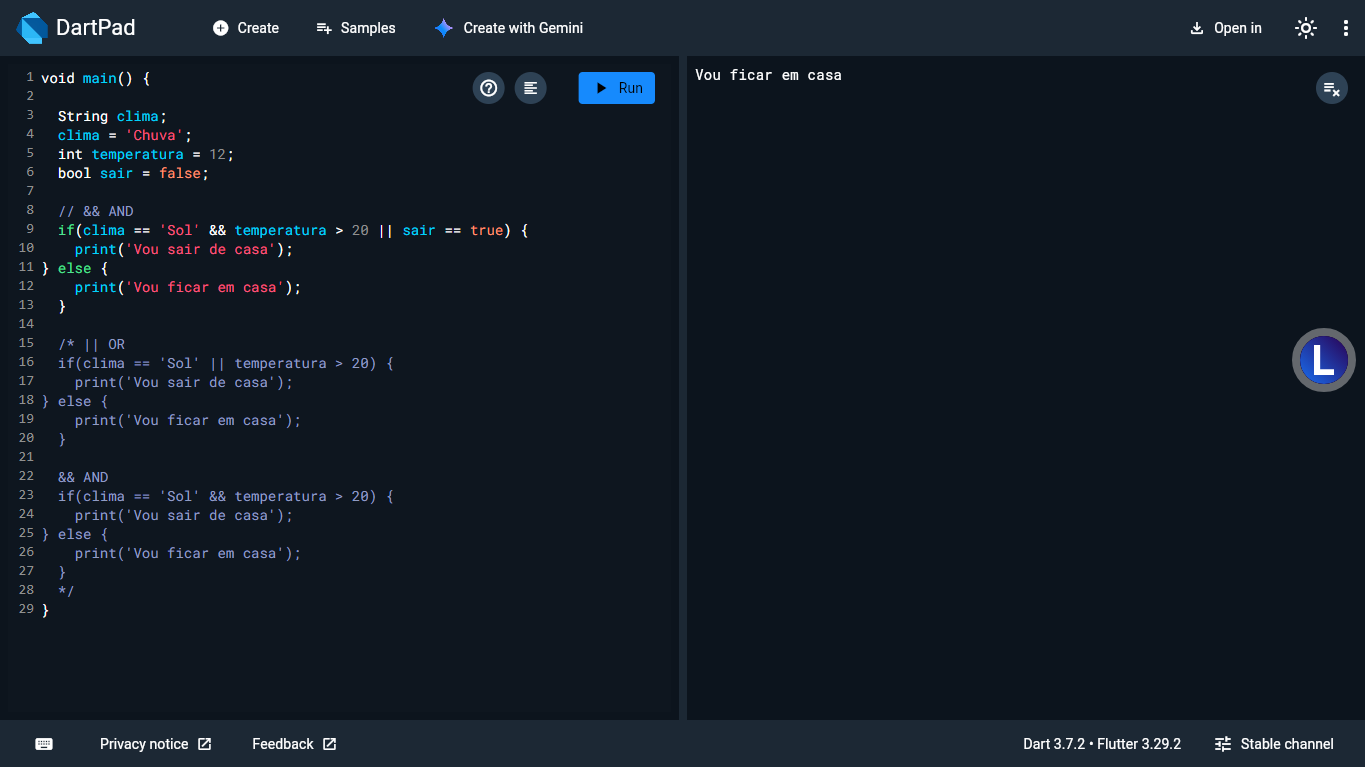 DartPad
Create
Samples
Create with Gemini
Open in
1 void main() {
2
3   String clima;
4   clima = 'Chuva';
5   int temperatura = 12;
6   bool sair = false;
7
8   // && AND
9   if(clima == 'Sol' && temperatura > 20 || sair == true) {
10     print('Vou sair de casa');
11 } else {
12     print('Vou ficar em casa');
13   }
14
15   /* || OR
16   if(clima == 'Sol' || temperatura > 20) {
17     print('Vou sair de casa');
18 } else {
19     print('Vou ficar em casa');
20   }
21
22   && AND
23   if(clima == 'Sol' && temperatura > 20) {
24     print('Vou sair de casa');
25 } else {
26     print('Vou ficar em casa');
27   }
28   */
29 }
Run
Vou ficar em casa
L
Privacy notice
Feedback
Dart 3.7.2 • Flutter 3.29.2
Stable channel